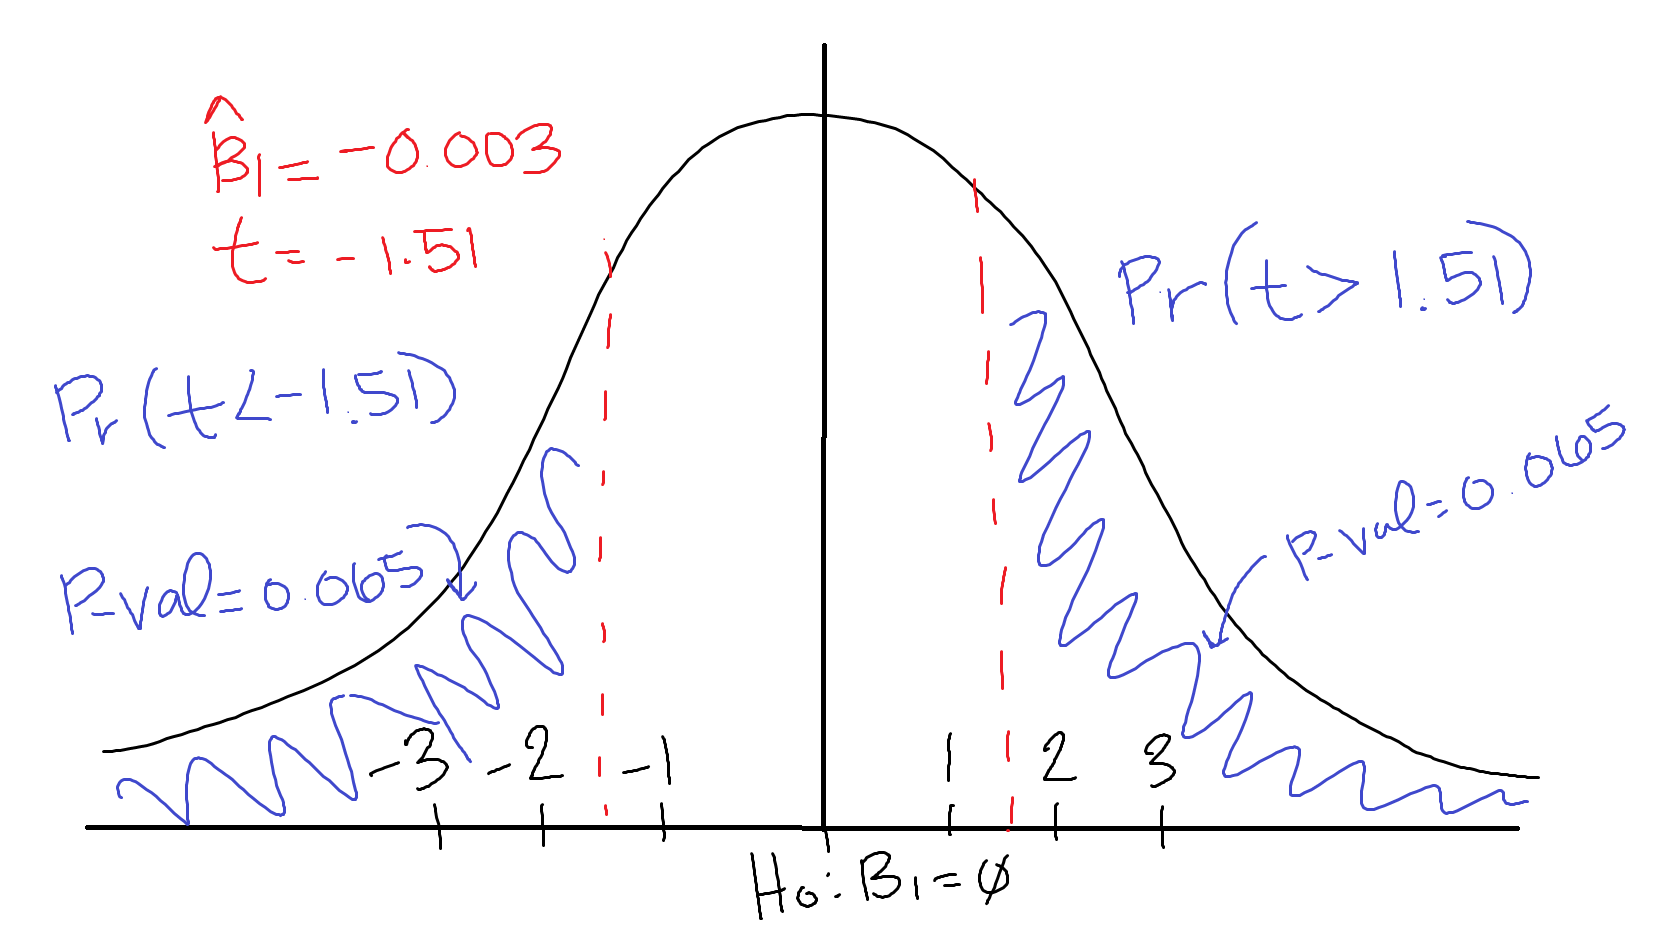 B̂1 = -0.003
t = -1.51
Pr(t > 1.51)
Pr(t < -1.51)
P-val = 0.065
P-val = 0.065
-3 -2 -1 1 2 3
H0: B1 = 0